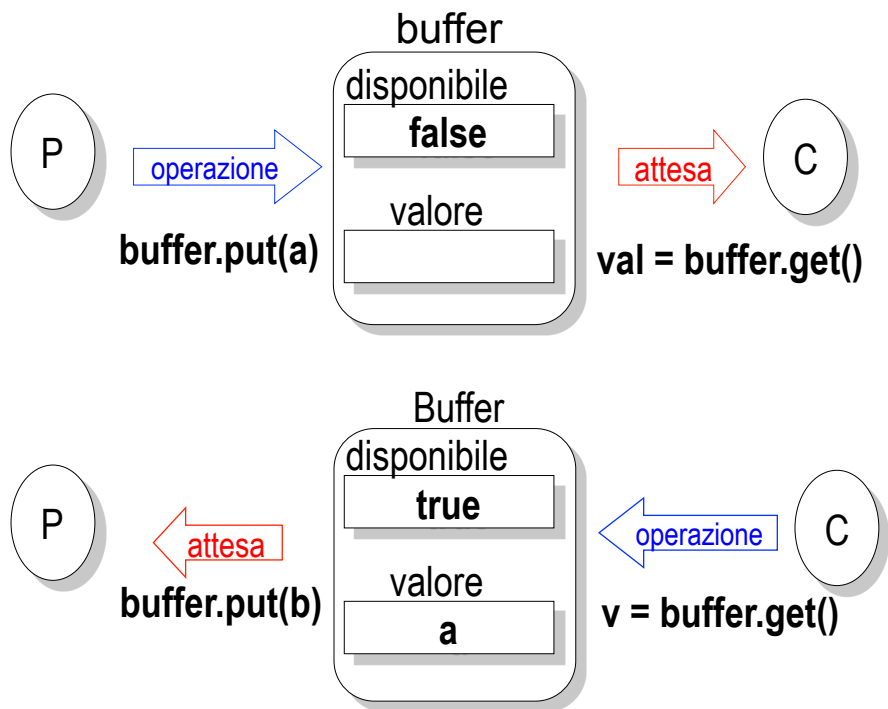 buffer
disponibile
false
P
operazione
attesa
C
valore
buffer.put(a)
val = buffer.get()
Buffer
disponibile
true
P
attesa
operazione
C
valore
buffer.put(b)
a
v = buffer.get()